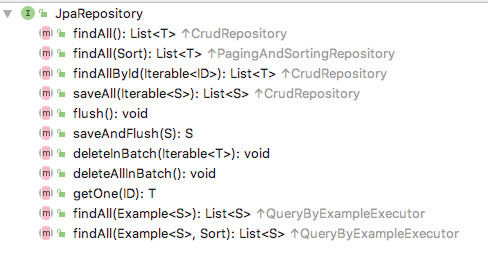 JpaRepository
findAll(): List<T> ↑CrudRepository
findAll(Sort): List<T> ↑PagingAndSortingRepository
findAllById(Iterable<ID>): List<T> ↑CrudRepository
saveAll(Iterable<S>): List<S> ↑CrudRepository
flush(): void
saveAndFlush(S): S
deleteInBatch(Iterable<T>): void
deleteAllInBatch(): void
getOne(ID): T
findAll(Example<S>): List<S> ↑QueryByExampleExecutor
findAll(Example<S>, Sort): List<S> ↑QueryByExampleExecutor